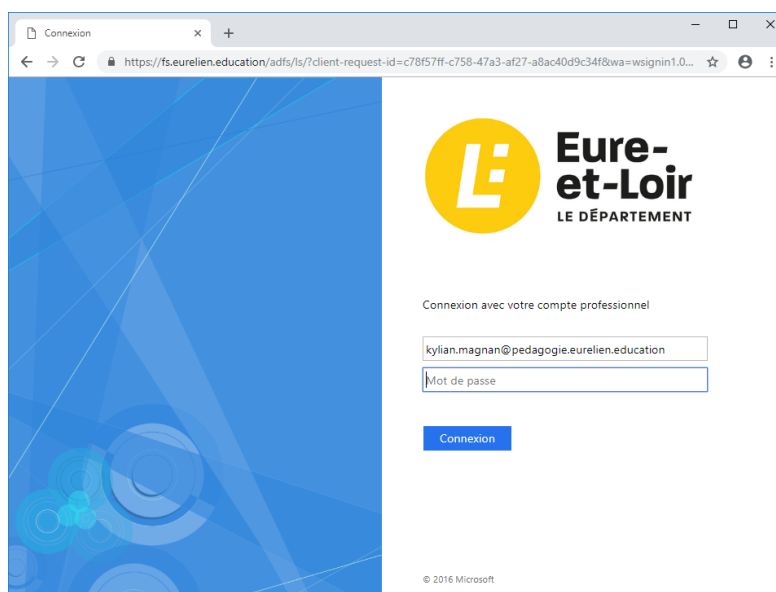 Connexion
https://fs.eurelien.education/adfs/ls/?client-request-id=c78f57ff-c758-47a3-af27-a8ac40d9c34f&wa=wsignin1.0...
Eure-
et-Loir
LE DÉPARTEMENT
Connexion avec votre compte professionnel
kylian.magnan@pedagogie.eurelien.education
Mot de passe
Connexion
© 2016 Microsoft